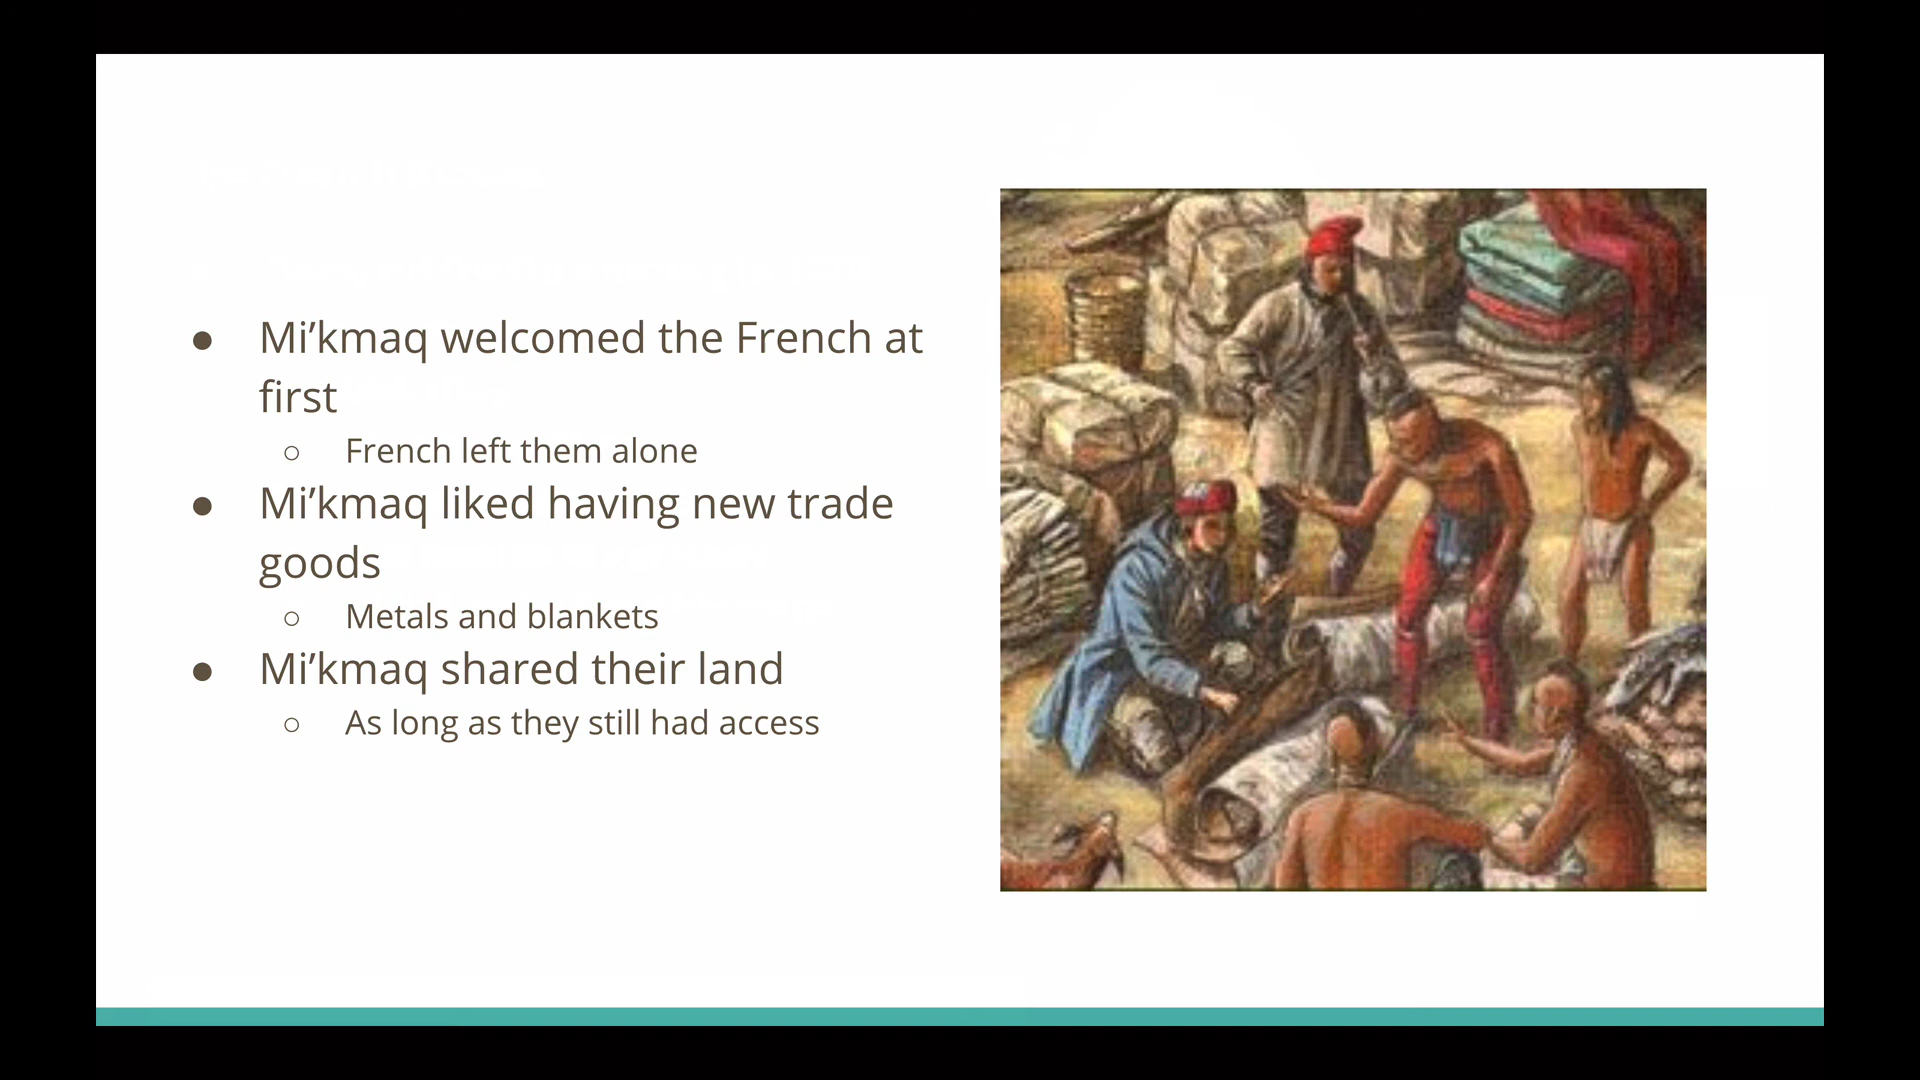 ● Mi’kmaq welcomed the French at
first
○ French left them alone
● Mi’kmaq liked having new trade
goods
○ Metals and blankets
● Mi’kmaq shared their land
○ As long as they still had access